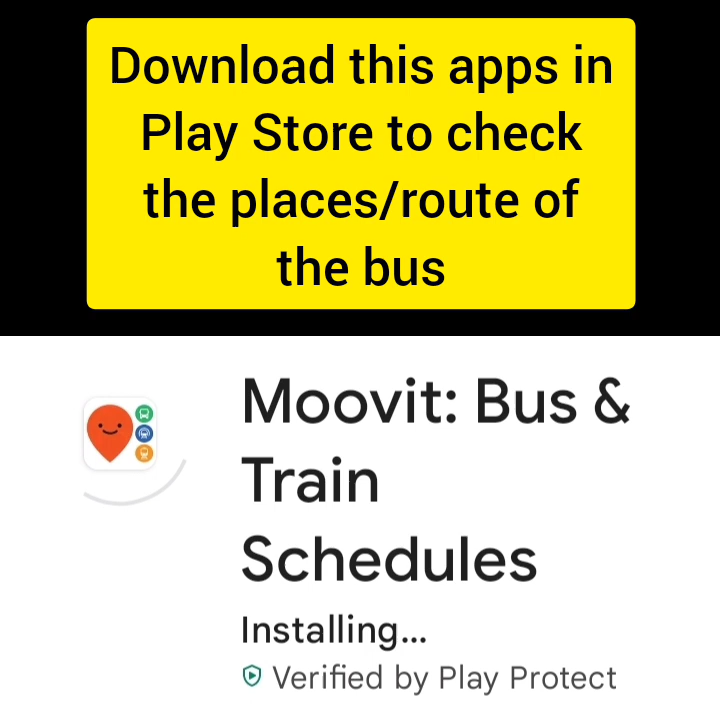 Download this apps in
Play Store to check
the places/route of
the bus
Moovit: Bus &
Train
Schedules
Installing...
Verified by Play Protect